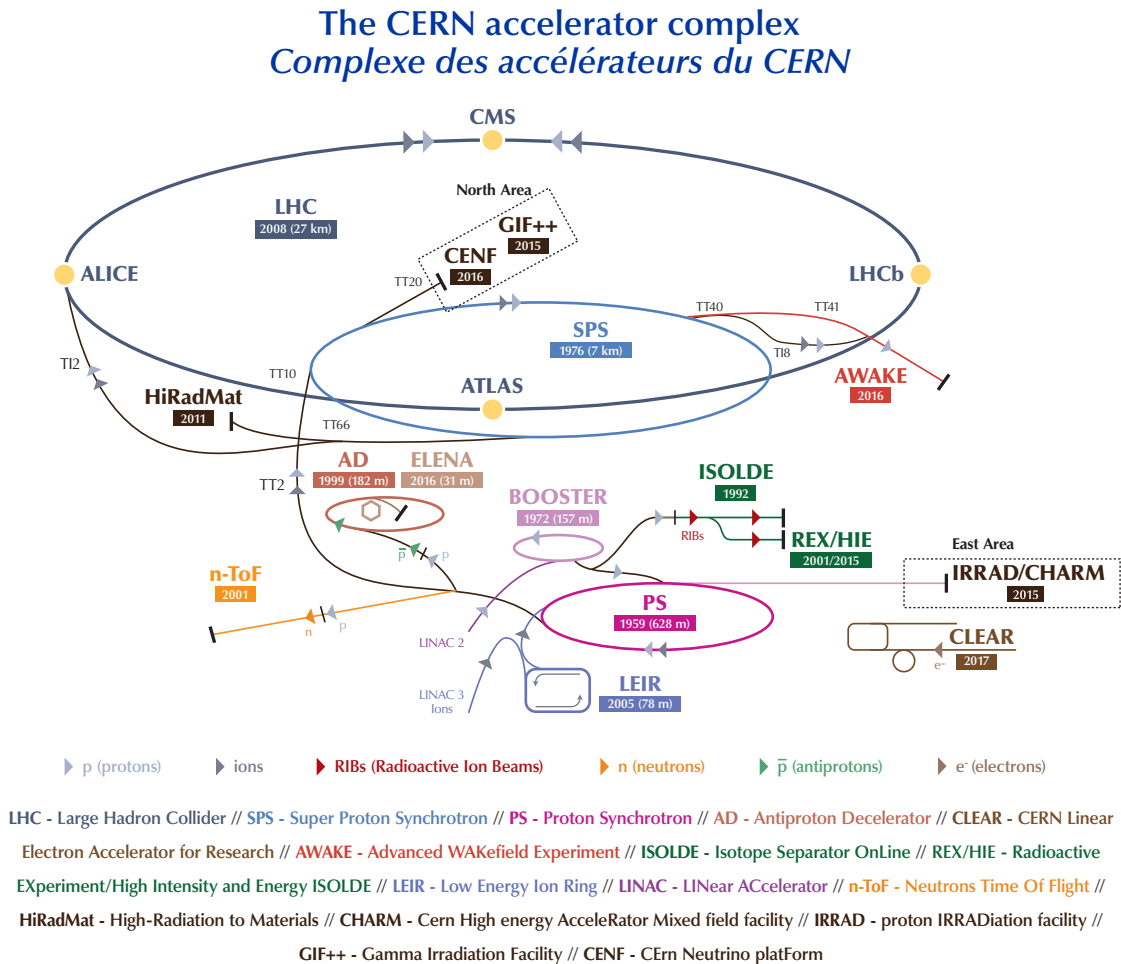 The CERN accelerator complex
Complexe des accélérateurs du CERN
CMS
North Area
LHC
2008 (27 km)
GIF++
2015
CENF
2016
ALICE
LHCb
TT20
TT40
TT41
SPS
1976 (7 km)
TI8
TI2
TT10
AWAKE
2016
ATLAS
HiRadMat
2011
TT66
AD
1999 (182 m)
ELENA
2016 (31 m)
TT2
ISOLDE
1992
BOOSTER
1972 (157 m)
RIBs
REX/HIE
2001/2015
East Area
p̅
p
IRRAD/CHARM
2015
n-ToF
2001
PS
1959 (628 m)
n
p
LINAC 2
CLEAR
2017
e-
LINAC 3
Ions
LEIR
2005 (78 m)
p (protons)
ions
RIBs (Radioactive Ion Beams)
n (neutrons)
p̅ (antiprotons)
e- (electrons)
LHC - Large Hadron Collider // SPS - Super Proton Synchrotron // PS - Proton Synchrotron // AD - Antiproton Decelerator // CLEAR - CERN Linear
Electron Accelerator for Research // AWAKE - Advanced WAKefield Experiment // ISOLDE - Isotope Separator OnLine // REX/HIE - Radioactive
EXperiment/High Intensity and Energy ISOLDE // LEIR - Low Energy Ion Ring // LINAC - LINear ACcelerator // n-ToF - Neutrons Time Of Flight //
HiRadMat - High-Radiation to Materials // CHARM - Cern High energy AcceleRator Mixed field facility // IRRAD - proton IRRADiation facility //
GIF++ - Gamma Irradiation Facility // CENF - CErn Neutrino platForm